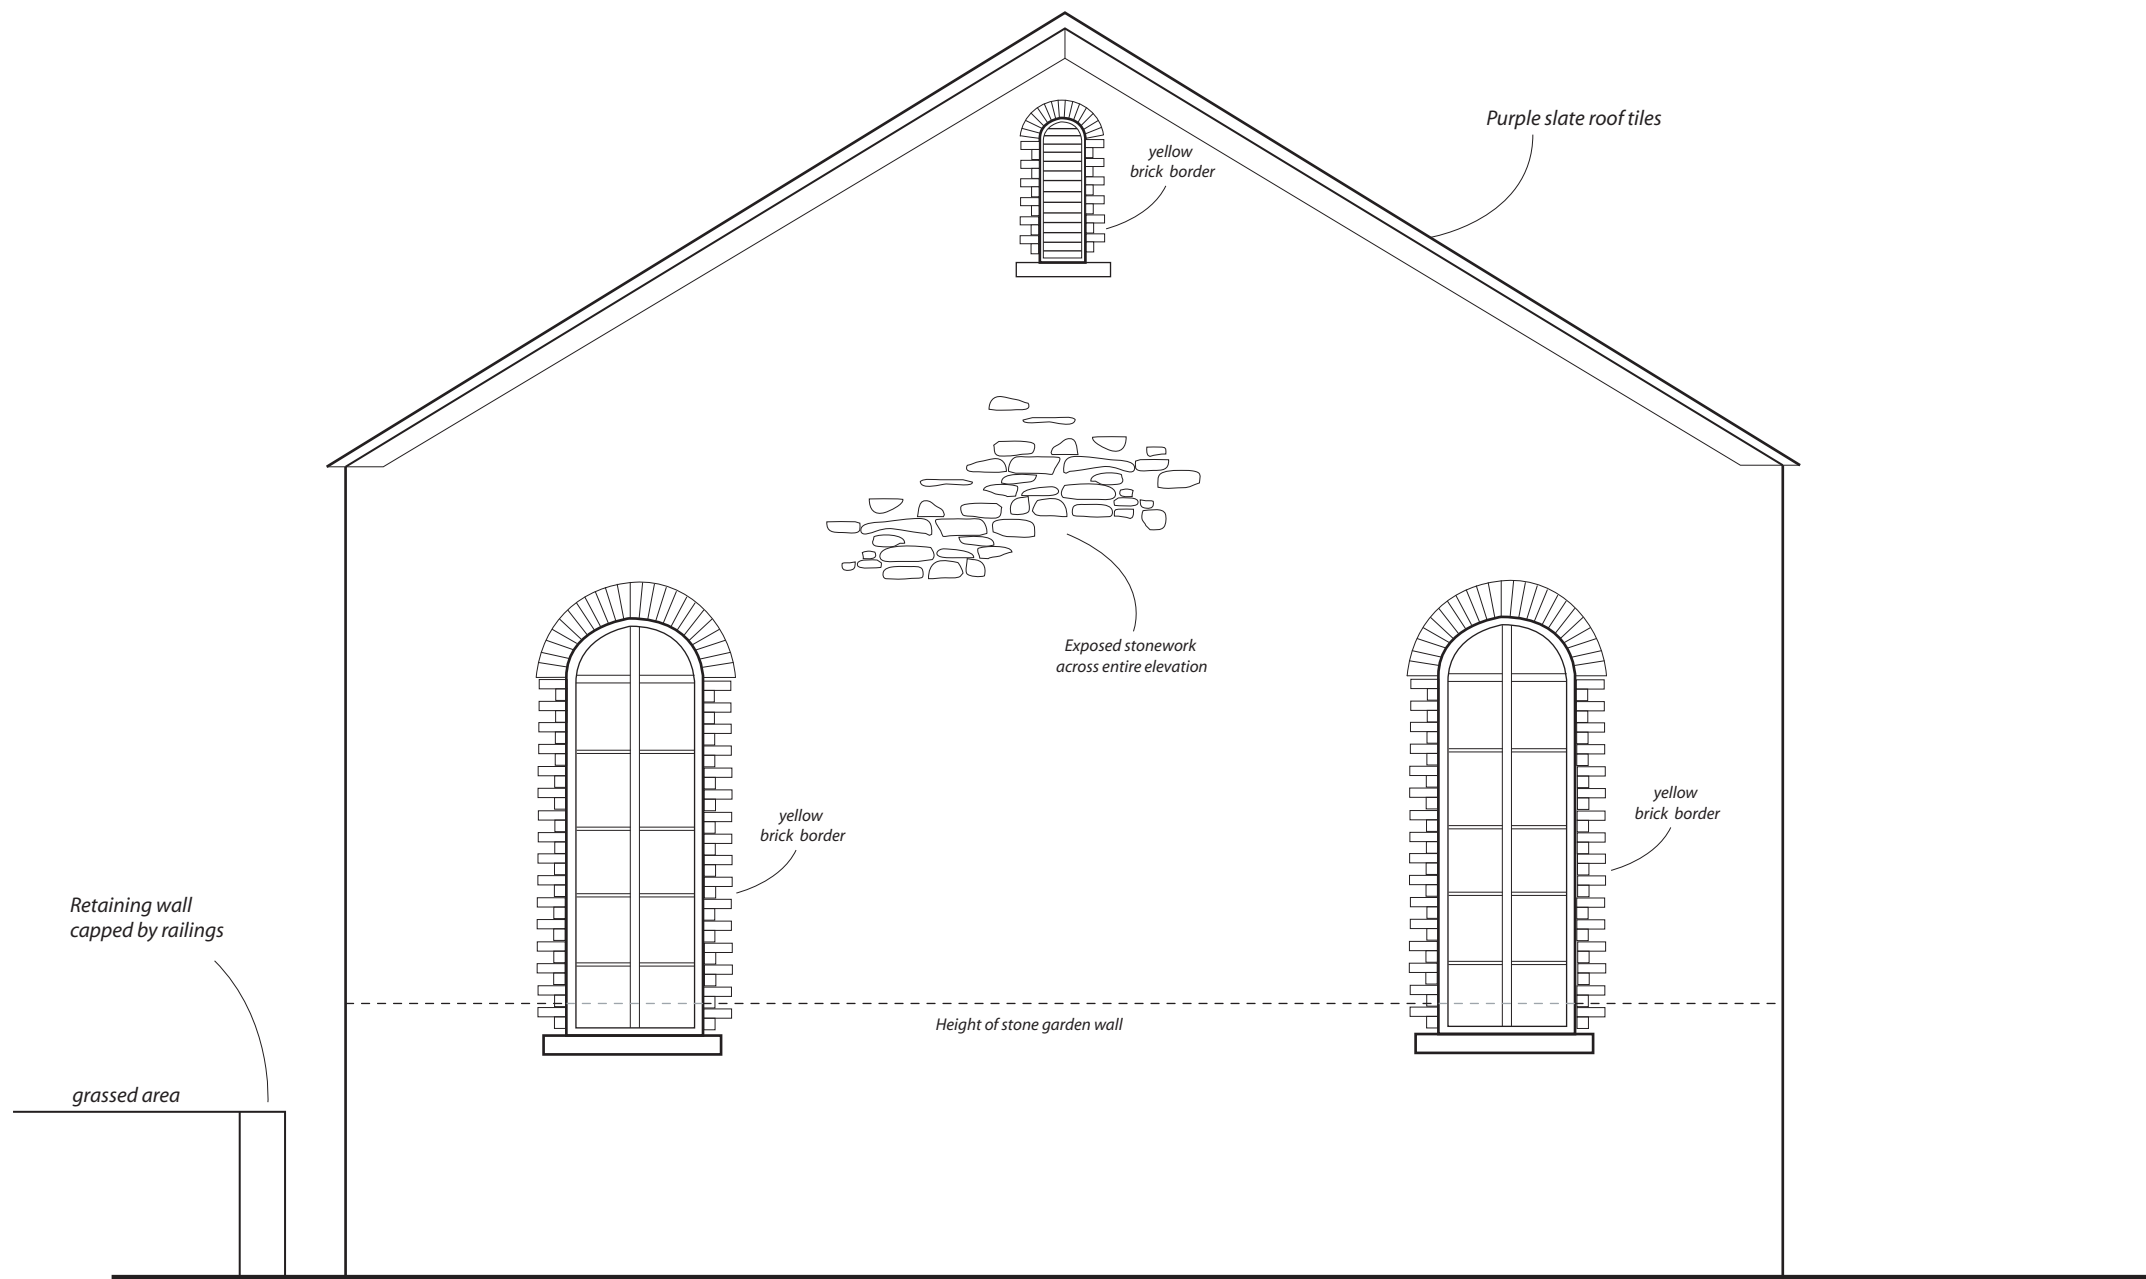 Purple slate roof tiles
yellow
brick border
Exposed stonework
across entire elevation
yellow
brick border
yellow
brick border
Retaining wall
capped by railings
Height of stone garden wall
grassed area